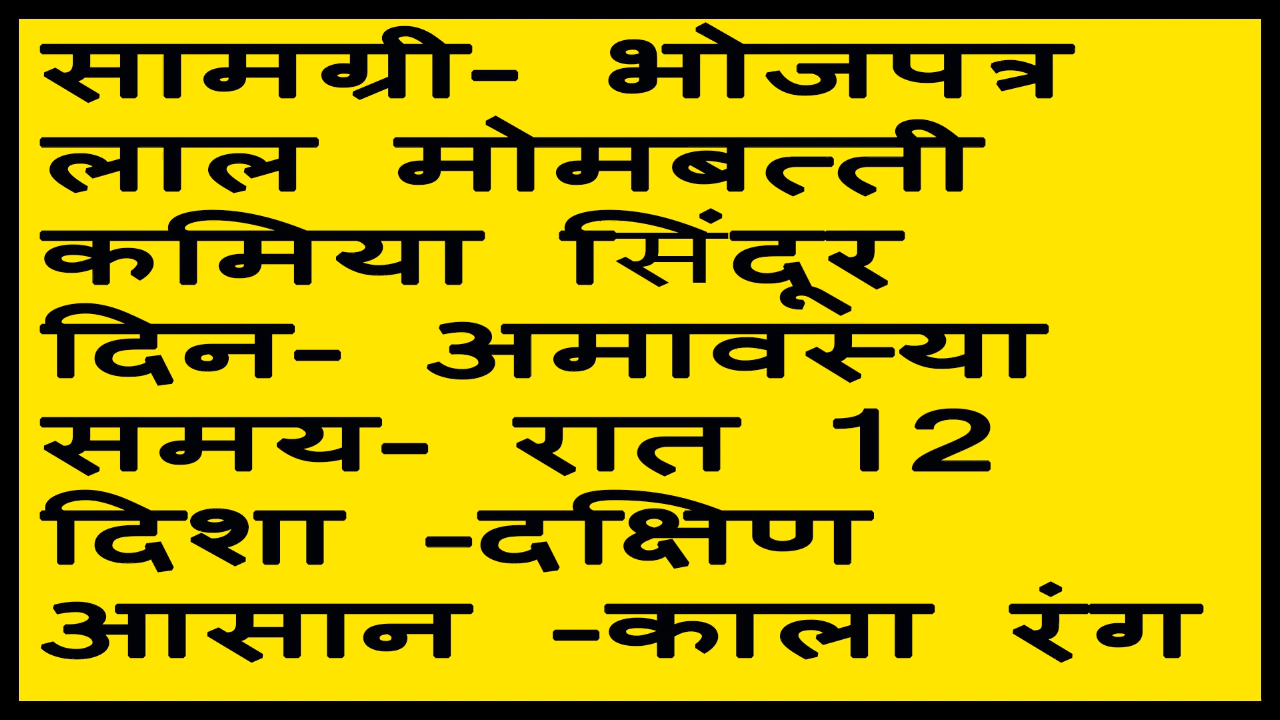 सामग्री- भोजपत्र
लाल मोमबत्ती
कमिया सिंदूर
दिन- अमावस्या
समय- रात 12
दिशा -दक्षिण
आसान -काला रंग